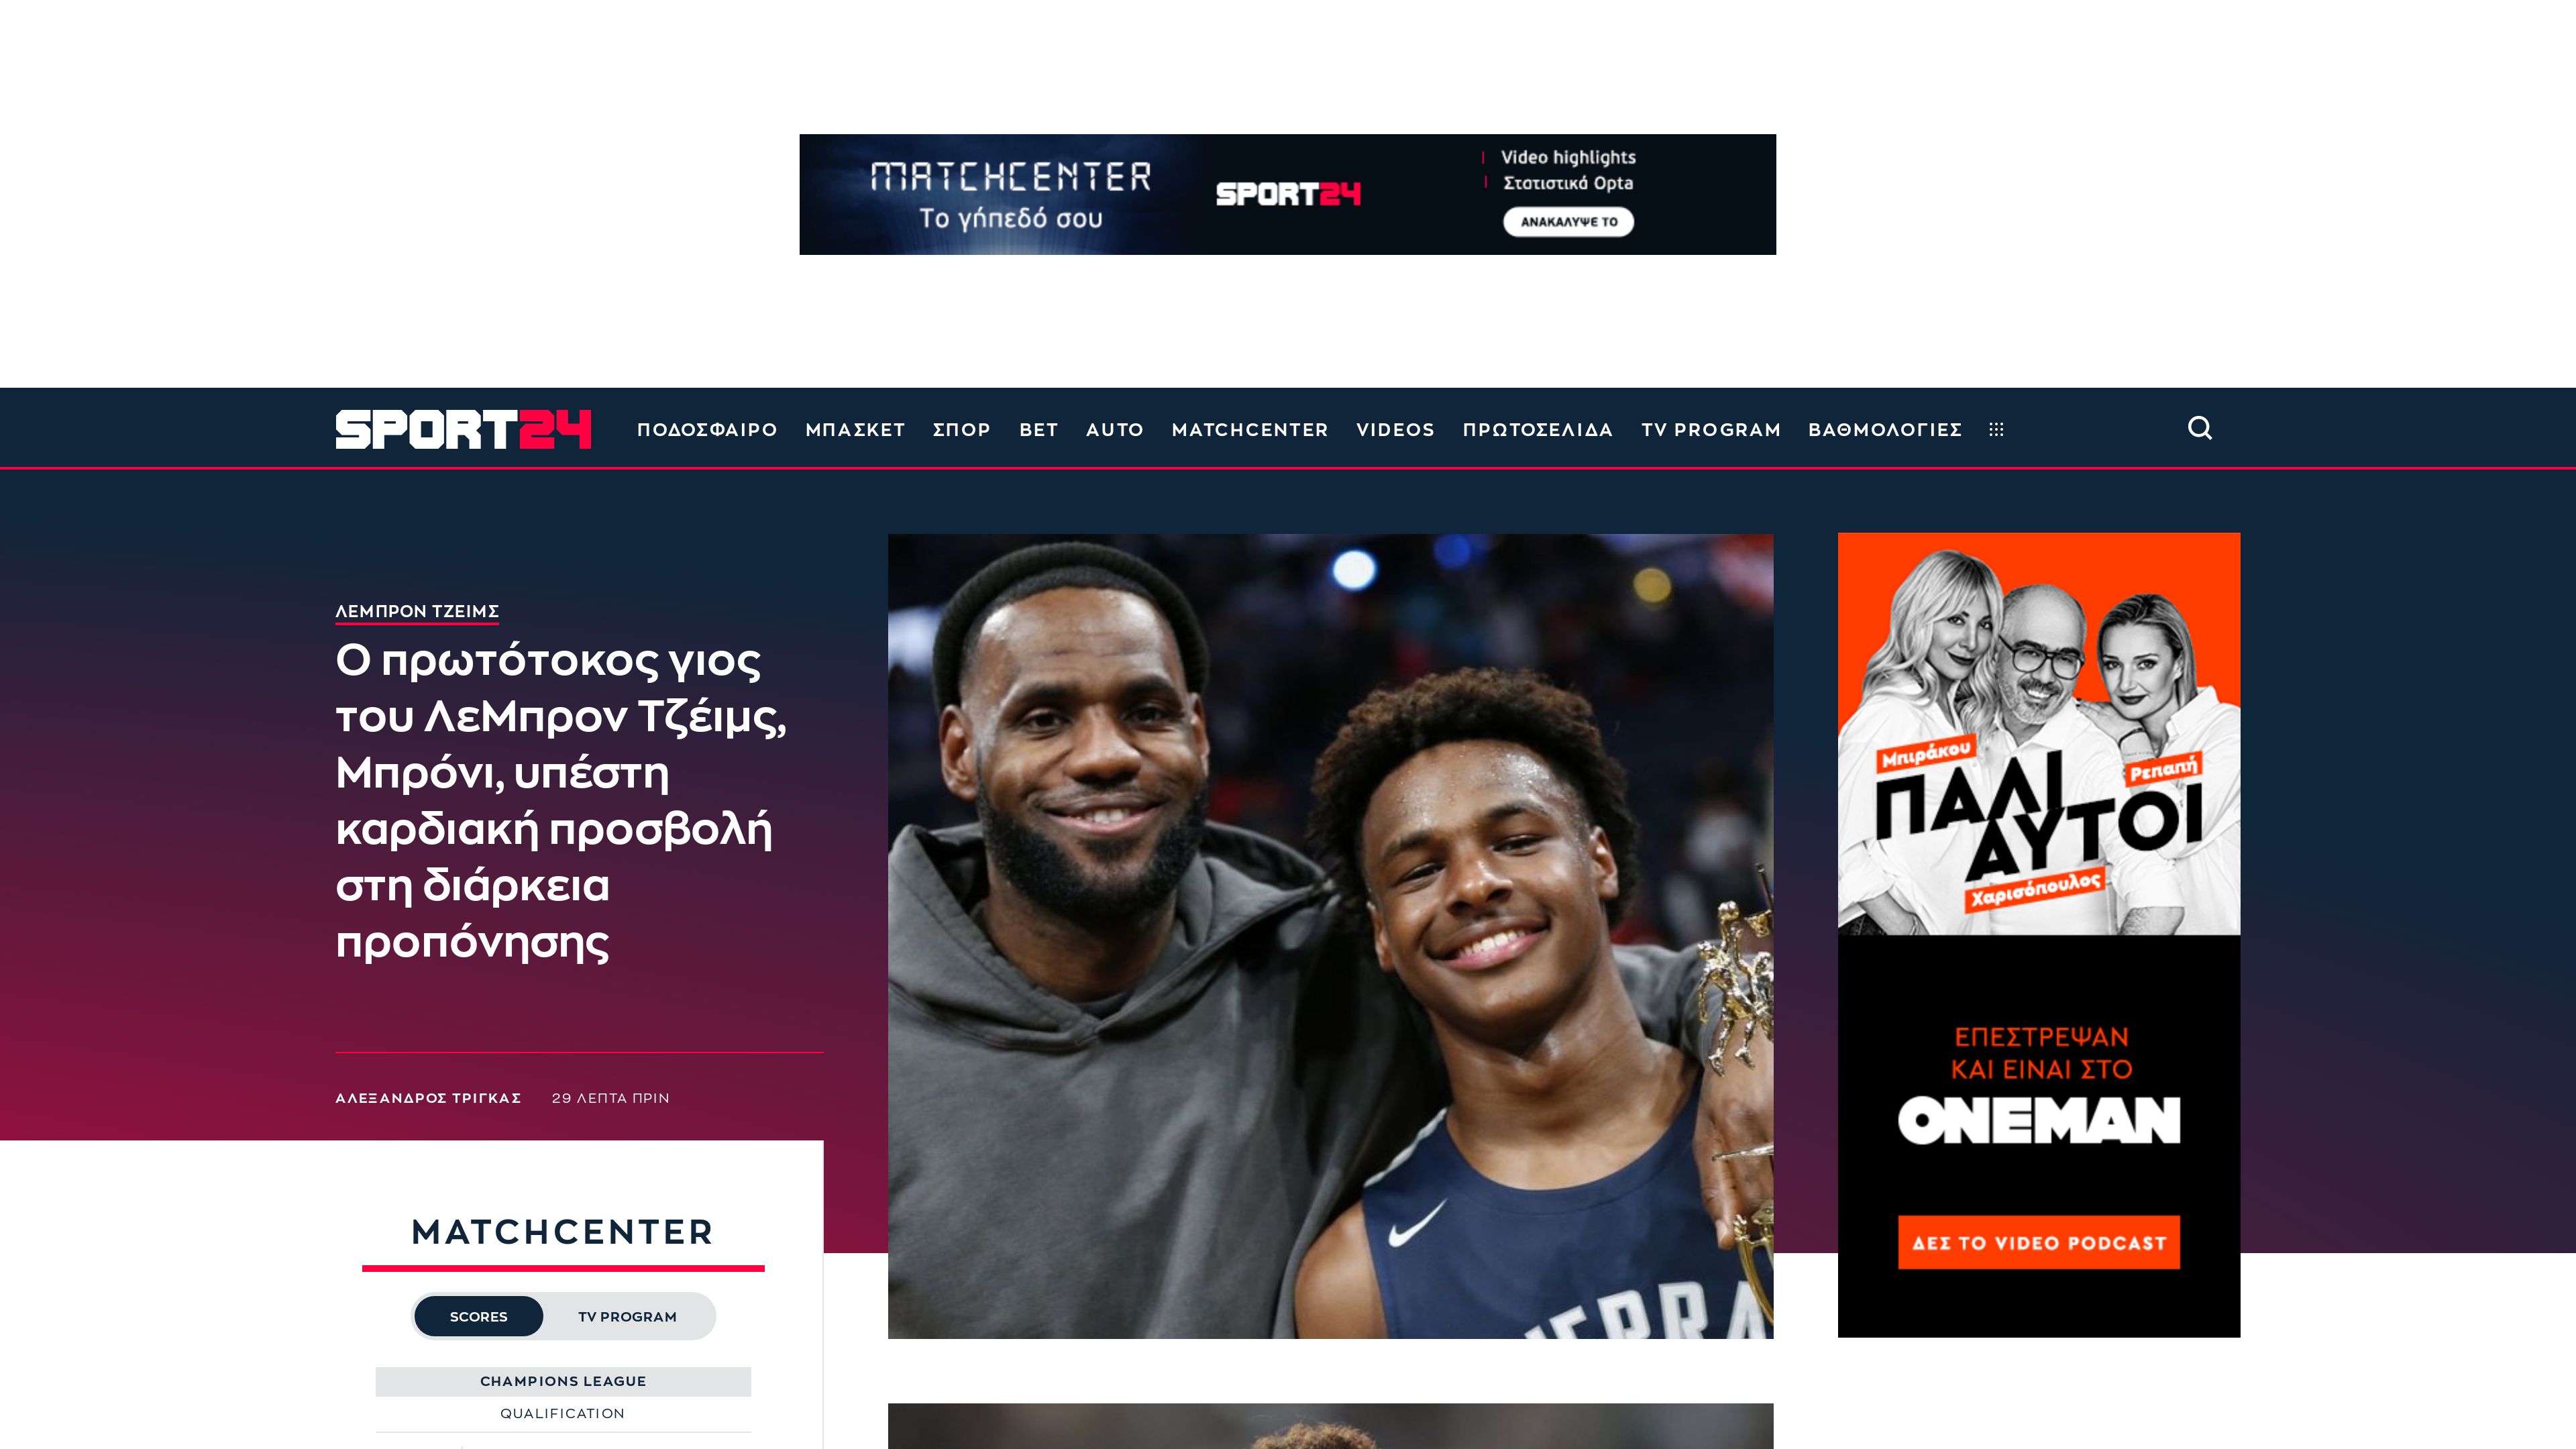 MATCHCENTER
Το γήπεδό σου
SPORT24
Video highlights
Στατιστικά Opta
ΑΝΑΚΑΛΥΨΕ ΤΟ
SPORT24
ΠΟΔΟΣΦΑΙΡΟ ΜΠΑΣΚΕΤ ΣΠΟΡ BET AUTO MATCHCENTER VIDEOS ΠΡΩΤΟΣΕΛΙΔΑ TV PROGRAM ΒΑΘΜΟΛΟΓΙΕΣ
ΛΕΜΠΡΟΝ ΤΖΕΙΜΣ
Ο πρωτότοκος γιος
του ΛεΜπρον Τζέιμς,
Μπρόνι, υπέστη
καρδιακή προσβολή
στη διάρκεια
προπόνησης
ΑΛΕΞΑΝΔΡΟΣ ΤΡΙΓΚΑΣ 29 ΛΕΠΤΑ ΠΡΙΝ
MATCHCENTER
SCORES TV PROGRAM
CHAMPIONS LEAGUE
QUALIFICATION
Μπιράκου
Ρεπαπή
ΠΑΛΙ
ΑΥΤΟΙ
Χαρισόπουλος
ΕΠΕΣΤΡΕΨΑΝ
ΚΑΙ ΕΙΝΑΙ ΣΤΟ
ONEMAN
ΔΕΣ ΤΟ VIDEO PODCAST